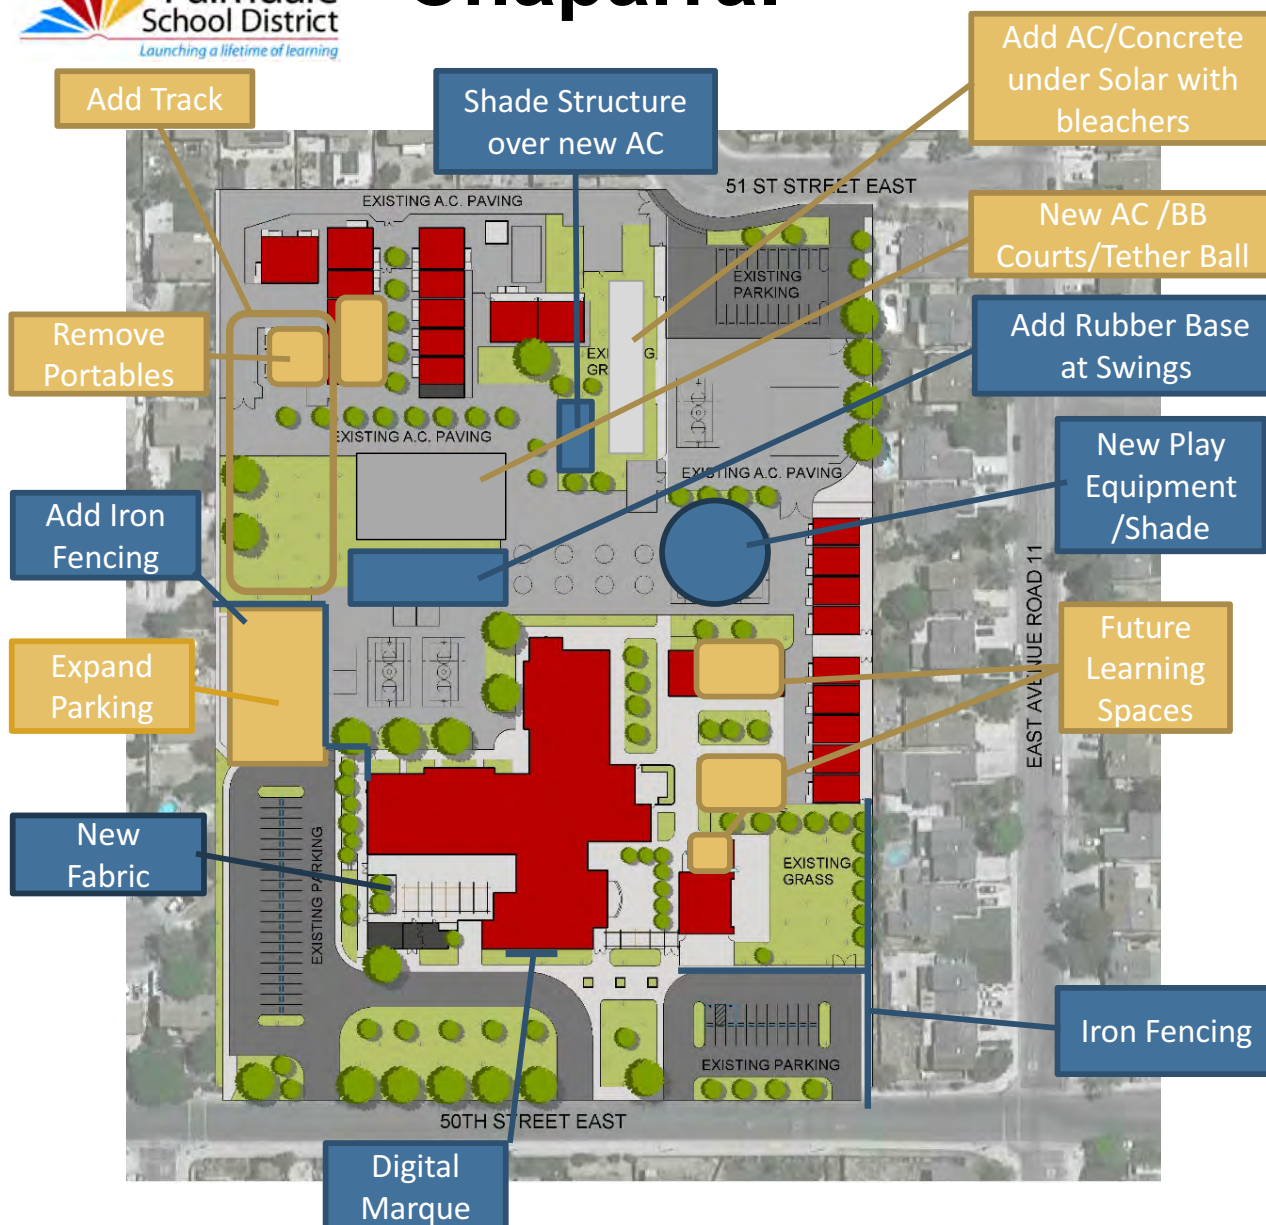 School District
Launching a lifetime of learning
Add Track
Shade Structure
over new AC
Add AC/Concrete
under Solar with
bleachers
51 ST STREET EAST
EXISTING A.C. PAVING
New AC /BB
Courts/Tether Ball
EXISTING
PARKING
Remove
Portables
Add Rubber Base
at Swings
EXISTING A.C. PAVING
EXISTING A.C. PAVING
New Play
Equipment
/Shade
Add Iron
Fencing
EAST AVENUE ROAD 11
Expand
Parking
Future
Learning
Spaces
New
Fabric
EXISTING PARKING
EXISTING
GRASS
Iron Fencing
EXISTING PARKING
50TH STREET EAST
Digital
Marque